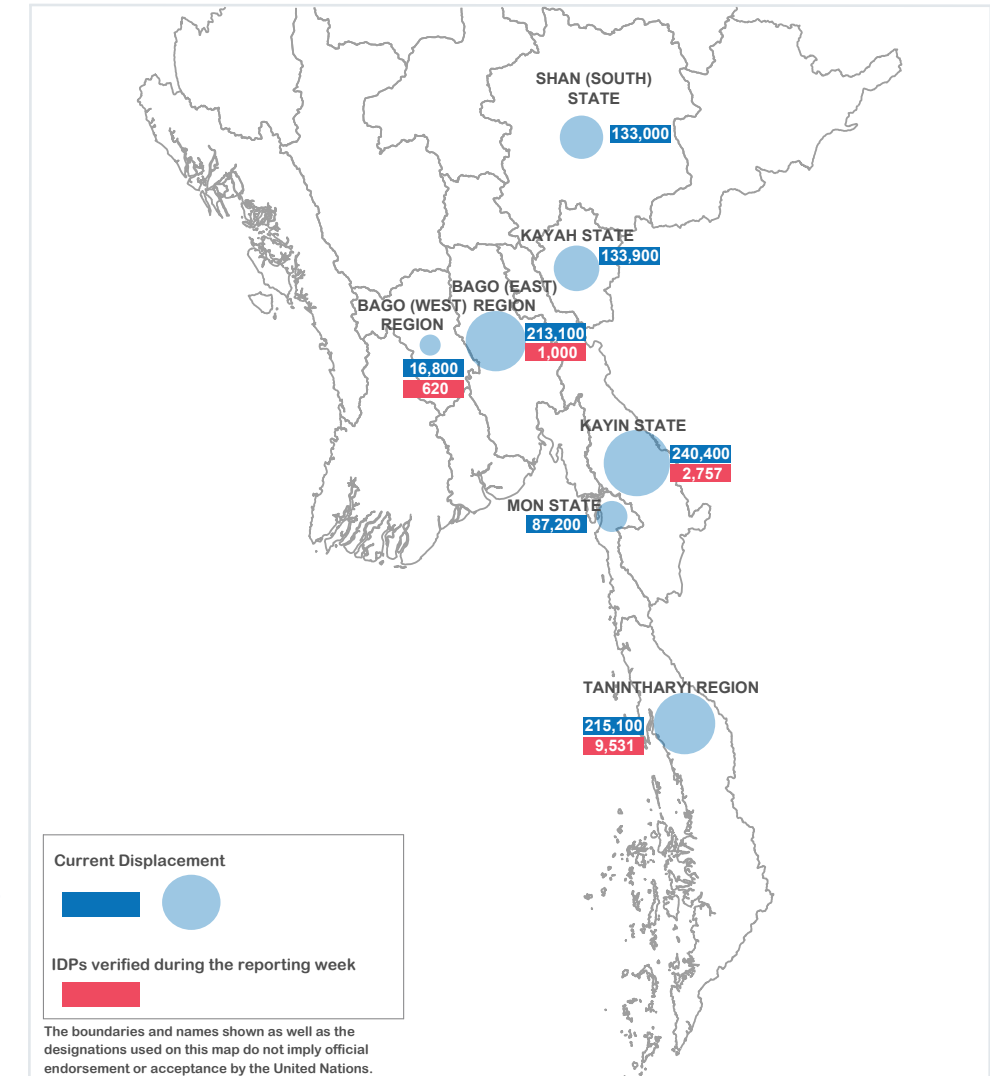 SHAN (SOUTH)
STATE
133,000
KAYAH STATE
133,900
BAGO (EAST)
REGION
213,100
1,000
BAGO (WEST)
REGION
16,800
620
KAYIN STATE
240,400
2,757
MON STATE
87,200
TANINTHARYI REGION
215,100
9,531
Current Displacement
IDPs verified during the reporting week
The boundaries and names shown as well as the
designations used on this map do not imply official
endorsement or acceptance by the United Nations.